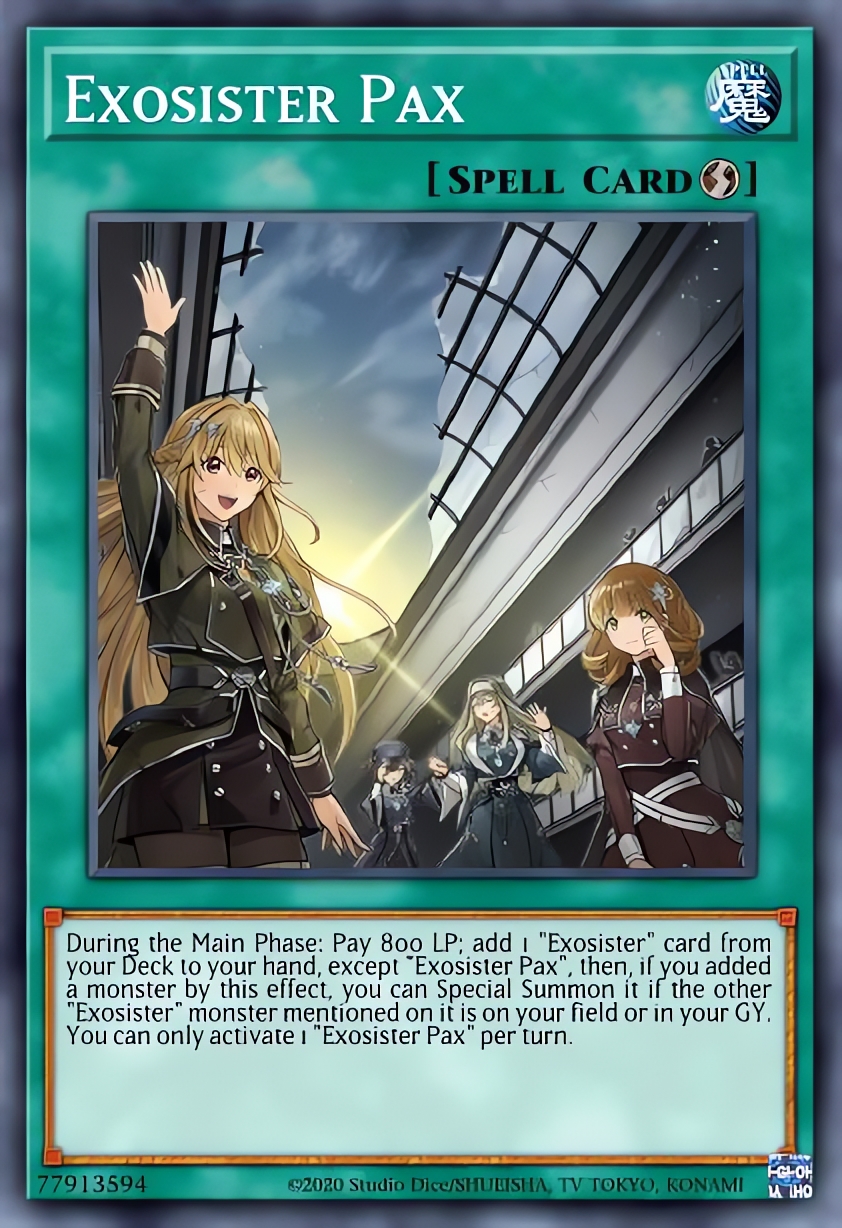 Exosister Pax
魔
[Spell Card]
During the Main Phase: Pay 800 LP; add 1 "Exosister" card from
your Deck to your hand, except "Exosister Pax", then, if you added
a monster by this effect, you can Special Summon it if the other
"Exosister" monster mentioned on it is on your field or in your GY.
You can only activate 1 "Exosister Pax" per turn.
77913594
©2020 Studio Dice/SHUEISHA, TV TOKYO, KONAMI